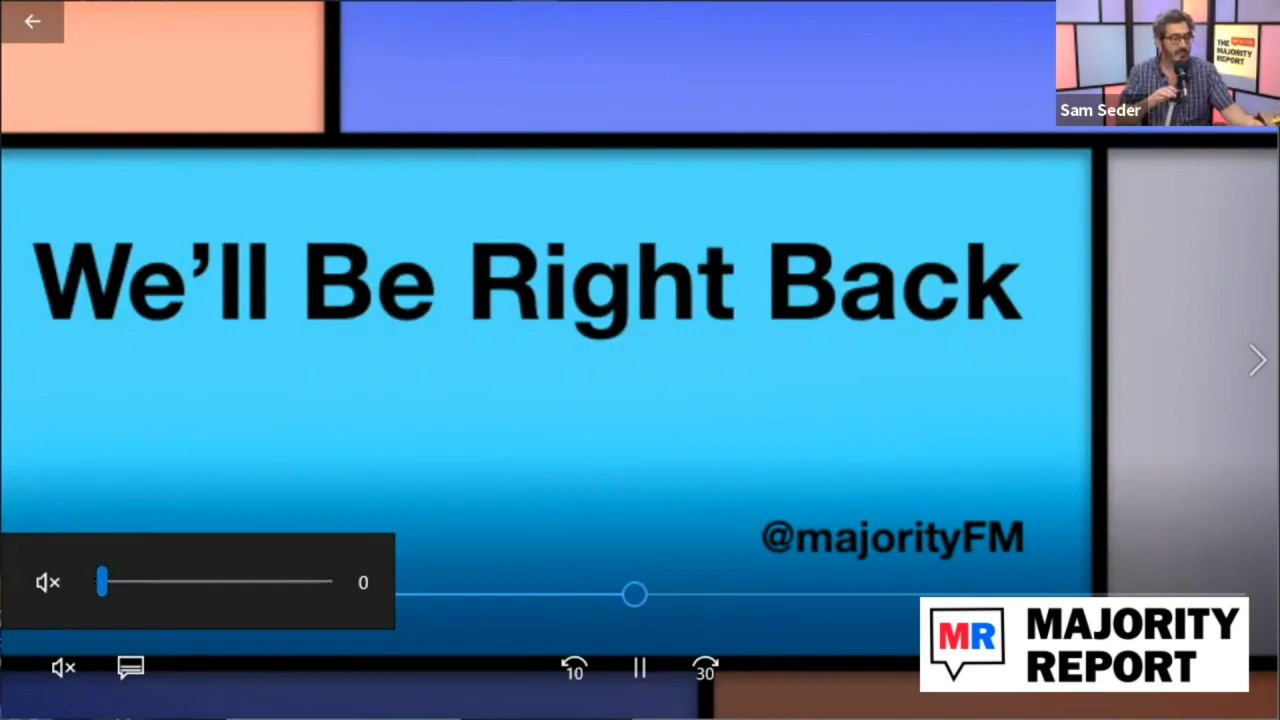 THE
MAJORITY
REPORT
Sam Seder
We’ll Be Right Back
@majorityFM
0
10
30
MR
MAJORITY
REPORT